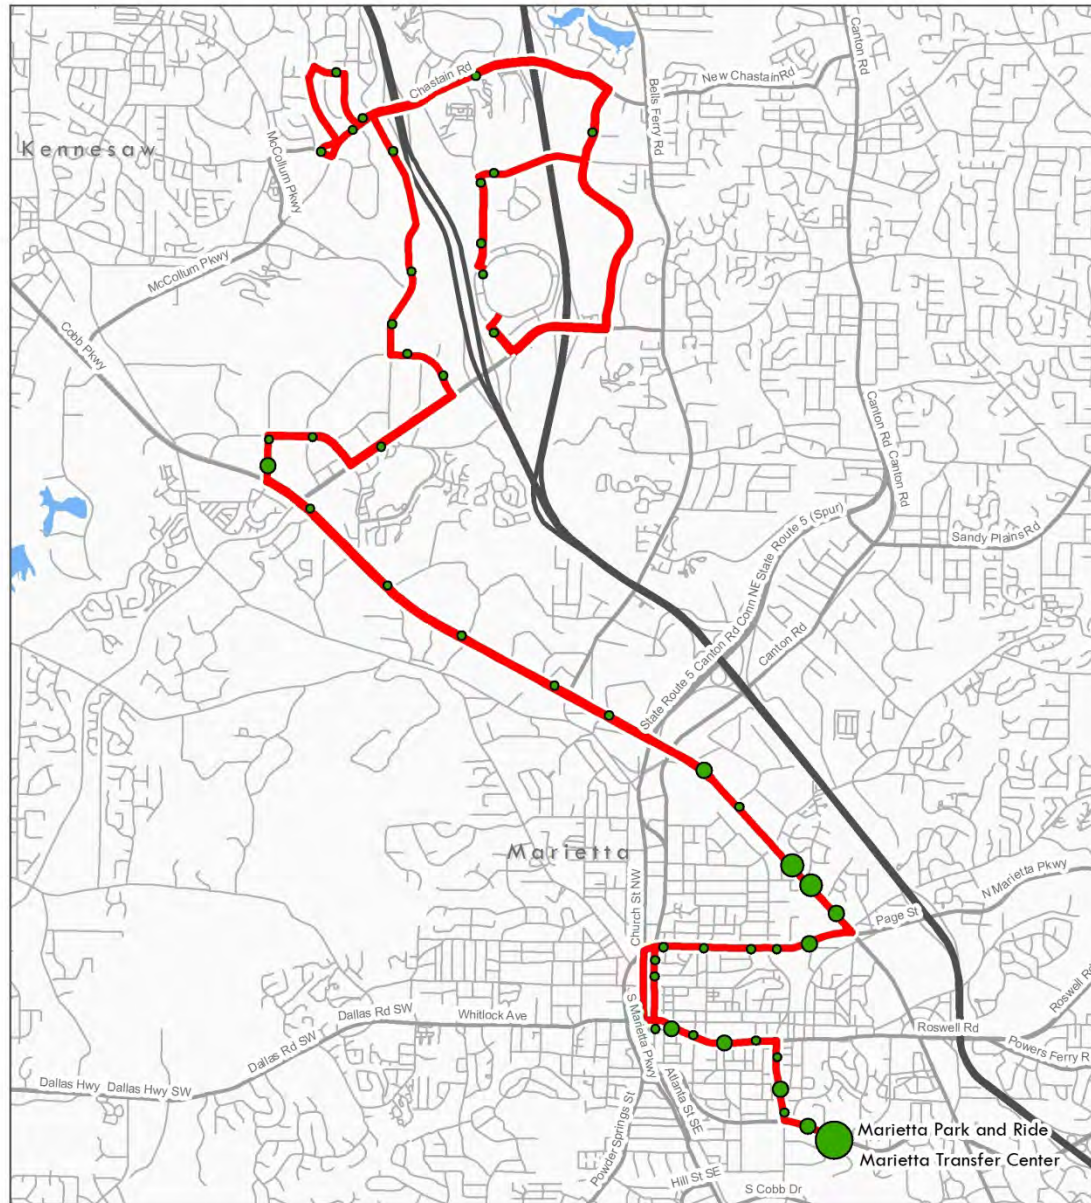 Canton Rd
New Chastain Rd
Chastain Rd
Bells Ferry Rd
Kennesaw
McCollum Pkwy
McCollum Pkwy
Cobb Pkwy
Canton Rd Canton Rd
State Route 5 (Spur)
Sandy Plains Rd
State Route 5 Canton Rd Conn NE
Canton Rd
Marietta
N Marietta Pkwy
Page St
Church St NW
Roswell Rd
S Marietta Pkwy
Dallas Rd SW
Whitlock Ave
Roswell Rd
Powers Ferry R
Dallas Rd SW
Dallas Hwy Dallas Hwy SW
Atlanta St SE
Powder Springs St
Marietta Park and Ride
Marietta Transfer Center
Hill St SE
S Cobb Dr